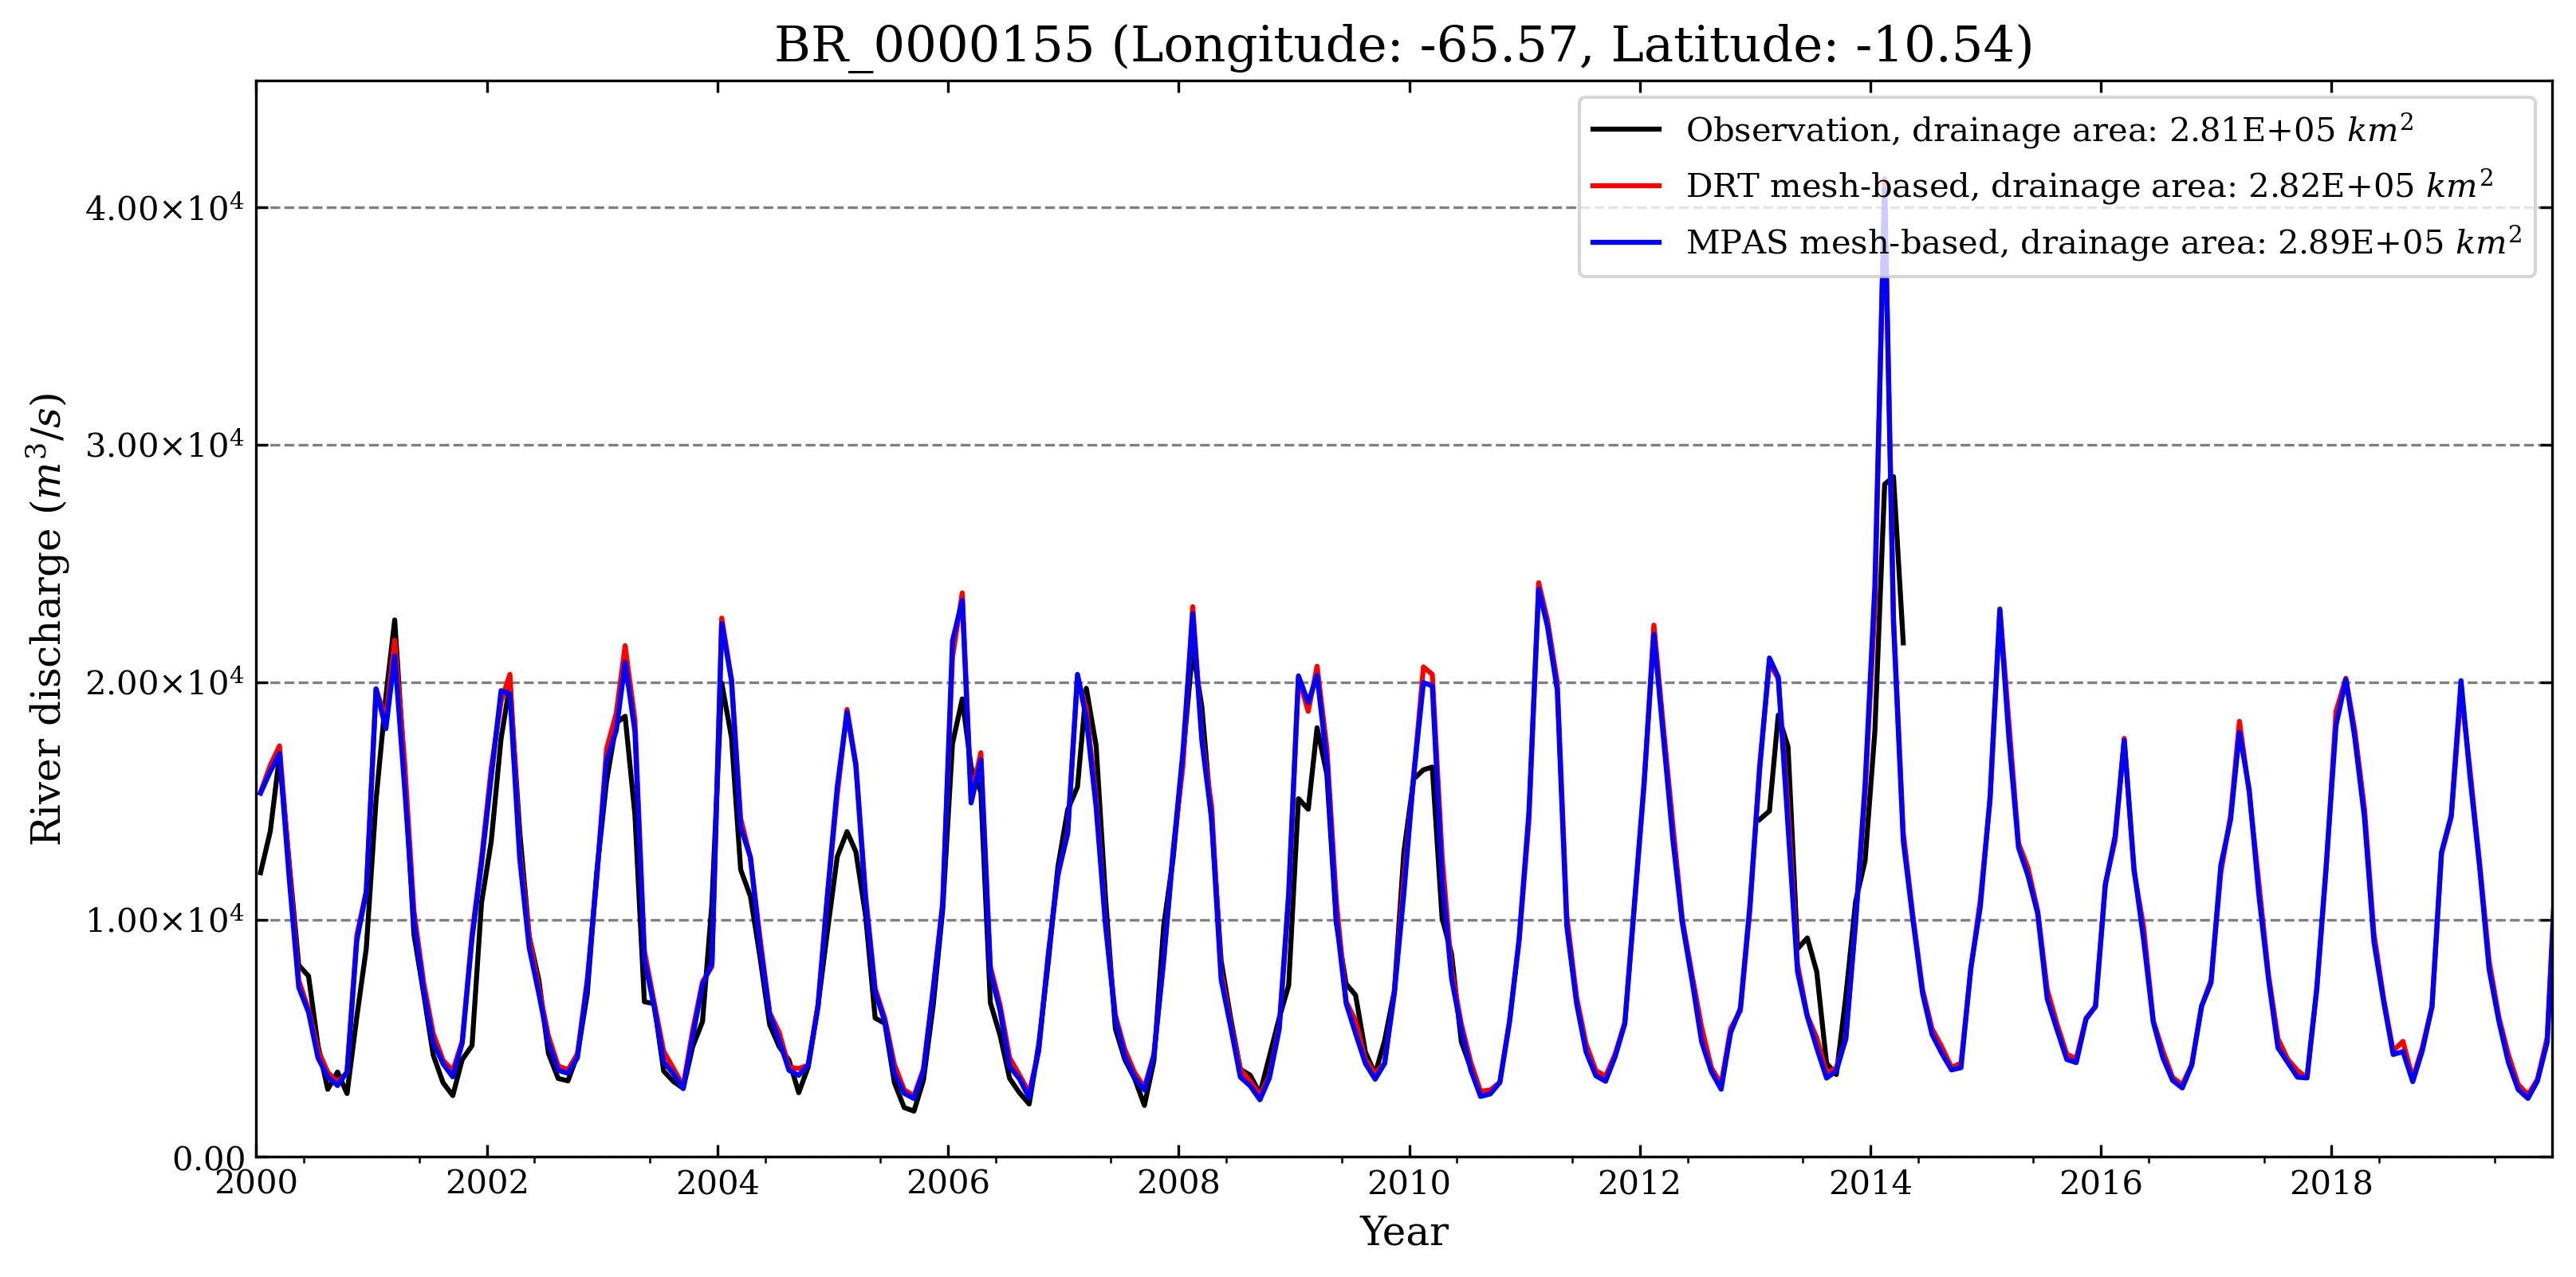 BR_0000155 (Longitude: -65.57, Latitude: -10.54)
Observation, drainage area: 2.81E+05 km²
DRT mesh-based, drainage area: 2.82E+05 km²
MPAS mesh-based, drainage area: 2.89E+05 km²
River discharge (m³/s)
4.00×10⁴
3.00×10⁴
2.00×10⁴
1.00×10⁴
0.00
2000 2002 2004 2006 2008 2010 2012 2014 2016 2018
Year